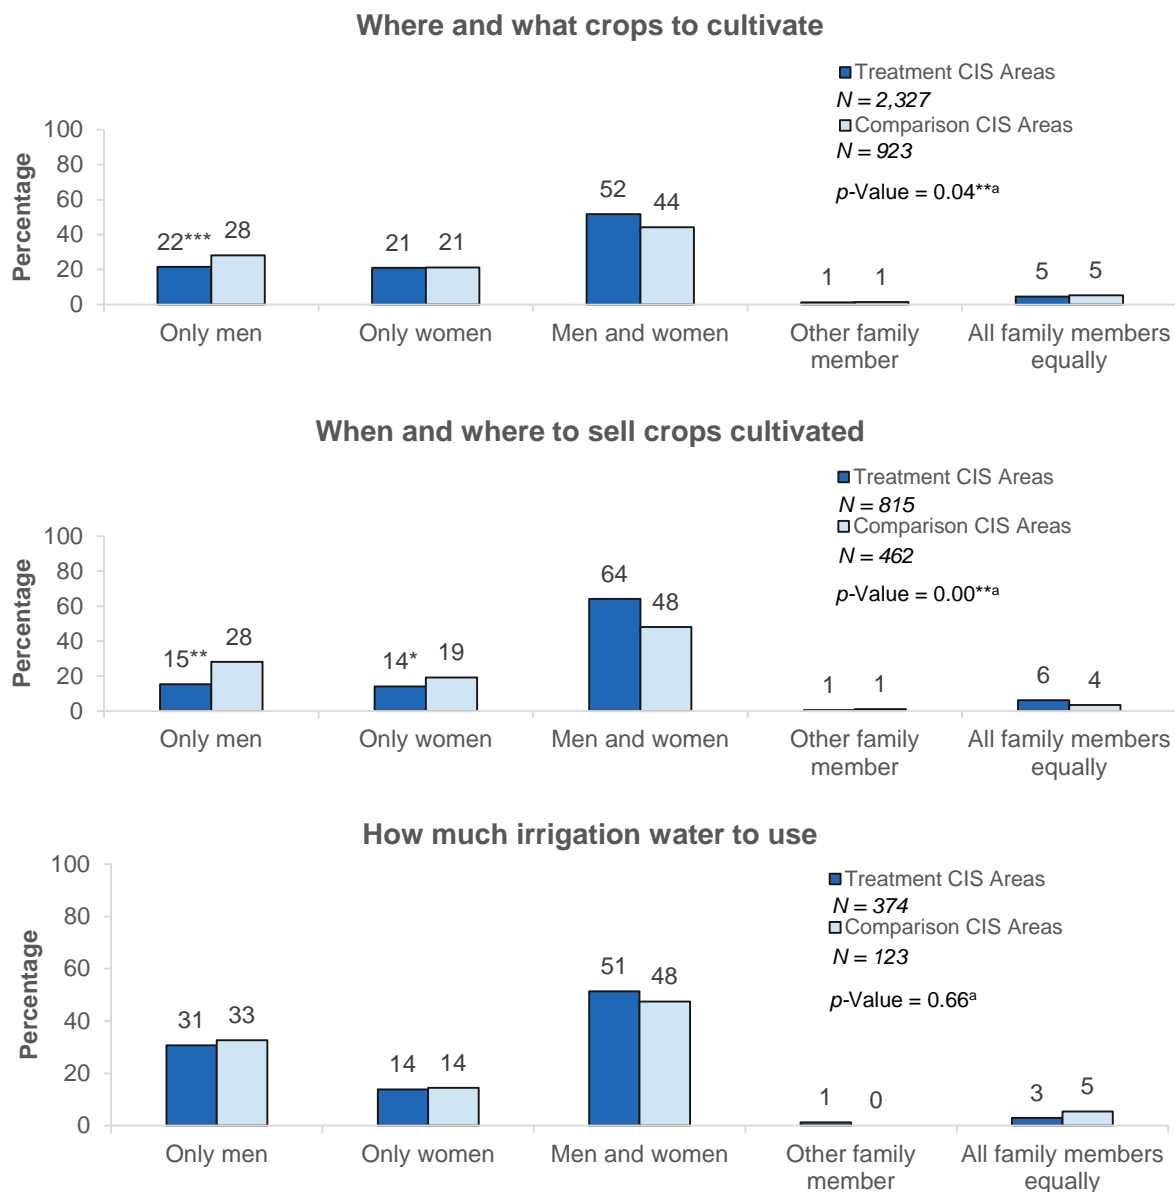 Where and what crops to cultivate
Treatment CIS Areas
N = 2,327
Comparison CIS Areas
N = 923
p-Value = 0.04**ᵃ
Percentage
100
80
60
40
20
0
22*** 28 21 21 52 44 1 1 5 5
Only men Only women Men and women Other family member All family members equally
When and where to sell crops cultivated
Treatment CIS Areas
N = 815
Comparison CIS Areas
N = 462
p-Value = 0.00**ᵃ
Percentage
100
80
60
40
20
0
15** 28 14* 19 64 48 1 1 6 4
Only men Only women Men and women Other family member All family members equally
How much irrigation water to use
Treatment CIS Areas
N = 374
Comparison CIS Areas
N = 123
p-Value = 0.66ᵃ
Percentage
100
80
60
40
20
0
31 33 14 14 51 48 1 0 3 5
Only men Only women Men and women Other family member All family members equally